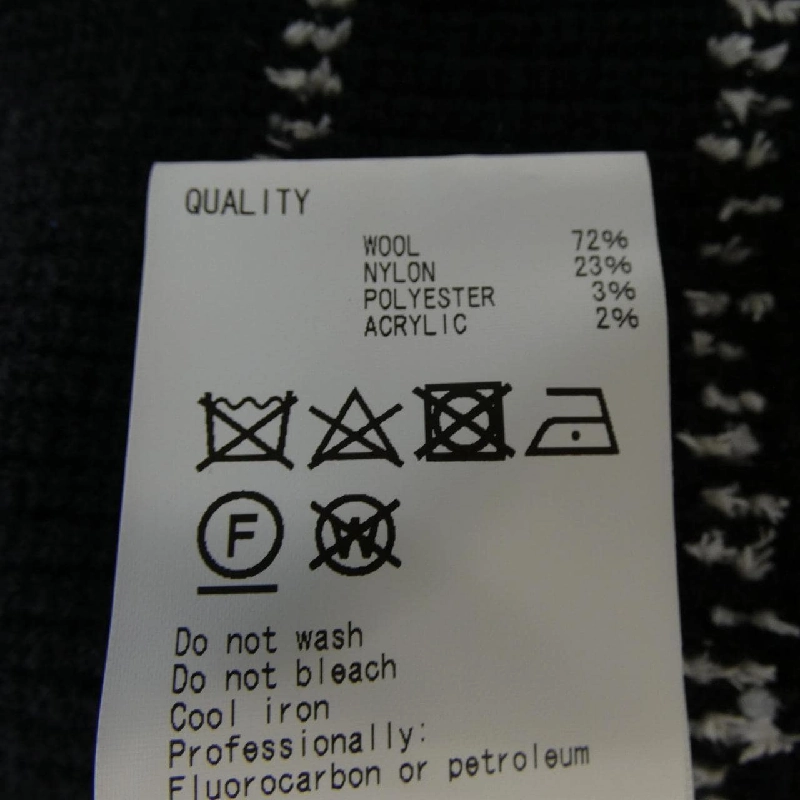 QUALITY
WOOL 72%
NYLON 23%
POLYESTER 3%
ACRYLIC 2%
F W
Do not wash
Do not bleach
Cool iron
Professionally:
Fluorocarbon or petroleum